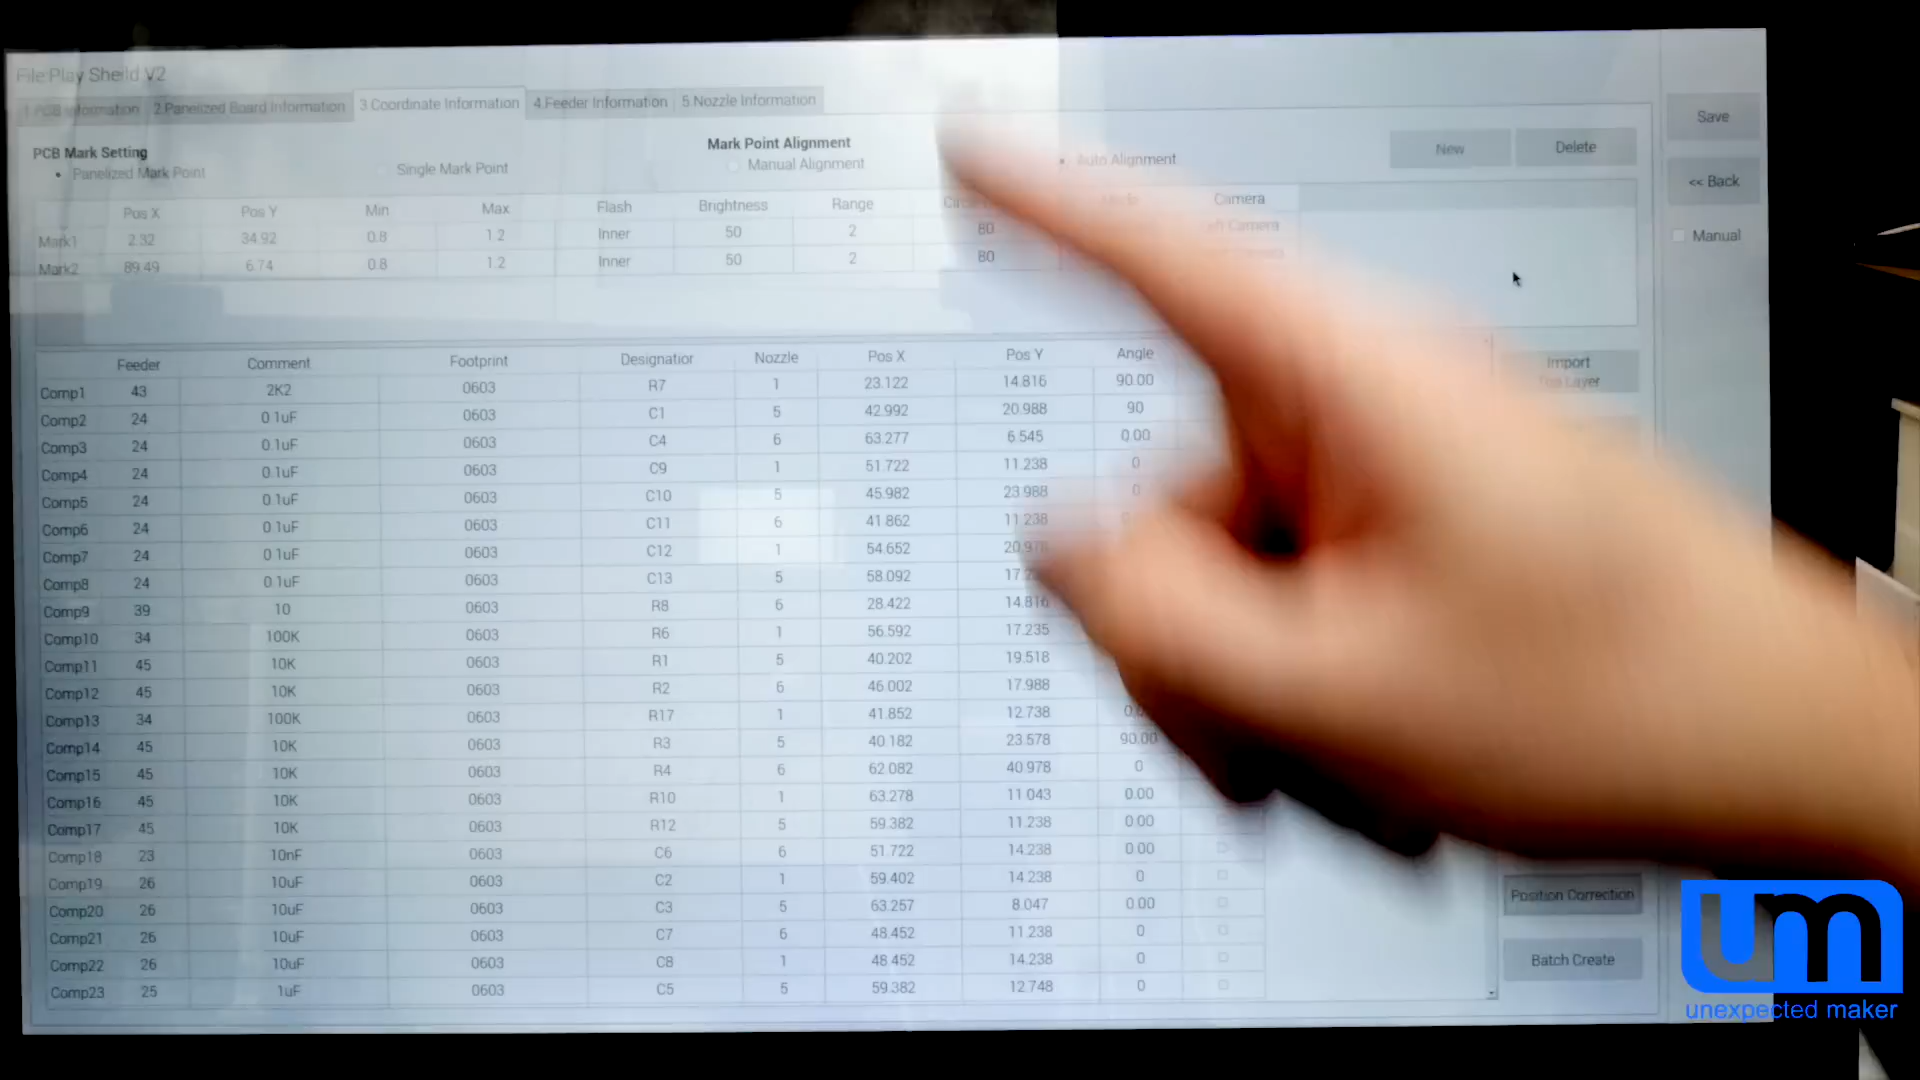 File:Play Sheild V2
1.PCB Information 2.Panelized Board Information 3.Coordinate Information 4.Feeder Information 5.Nozzle Information
Save
PCB Mark Setting Mark Point Alignment New Delete
Panelized Mark Point Single Mark Point Manual Alignment Auto Alignment
<< Back
Manual
Pos X Pos Y Min Max Flash Brightness Range Camera
Mark1 2.32 34.92 0.8 1.2 Inner 50 2 80 Camera
Mark2 89.49 6.74 0.8 1.2 Inner 50 2 80
Feeder Comment Footprint Designatior Nozzle Pos X Pos Y Angle
Import
Layer
Comp1 43 2K2 0603 R7 1 23.122 14.816 90.00
Comp2 24 0.1uF 0603 C1 5 42.992 20.988 90
Comp3 24 0.1uF 0603 C4 6 63.277 6.545 0.00
Comp4 24 0.1uF 0603 C9 1 51.722 11.238 0
Comp5 24 0.1uF 0603 C10 5 45.982 23.988 0
Comp6 24 0.1uF 0603 C11 6 41.862 11.238
Comp7 24 0.1uF 0603 C12 1 54.652
Comp8 24 0.1uF 0603 C13 5 58.092
Comp9 39 10 0603 R8 6 28.422 14.816
Comp10 34 100K 0603 R6 1 56.592 17.235
Comp11 45 10K 0603 R1 5 40.202 19.518
Comp12 45 10K 0603 R2 6 46.002 17.988
Comp13 34 100K 0603 R17 1 41.852 12.738
Comp14 45 10K 0603 R3 5 40.182 23.578 90.00
Comp15 45 10K 0603 R4 6 62.082 40.978 0
Comp16 45 10K 0603 R10 1 63.278 11.043 0.00
Comp17 45 10K 0603 R12 5 59.382 11.238 0.00
Comp18 23 10nF 0603 C6 6 51.722 14.238 0.00
Comp19 26 10uF 0603 C2 1 59.402 14.238 0
Comp20 26 10uF 0603 C3 5 63.257 8.047 0.00
Comp21 26 10uF 0603 C7 6 48.452 11.238 0
Comp22 26 10uF 0603 C8 1 48.452 14.238 0
Comp23 25 1uF 0603 C5 5 59.382 12.748 0
Position Correction
Batch Create
um
unexpected maker